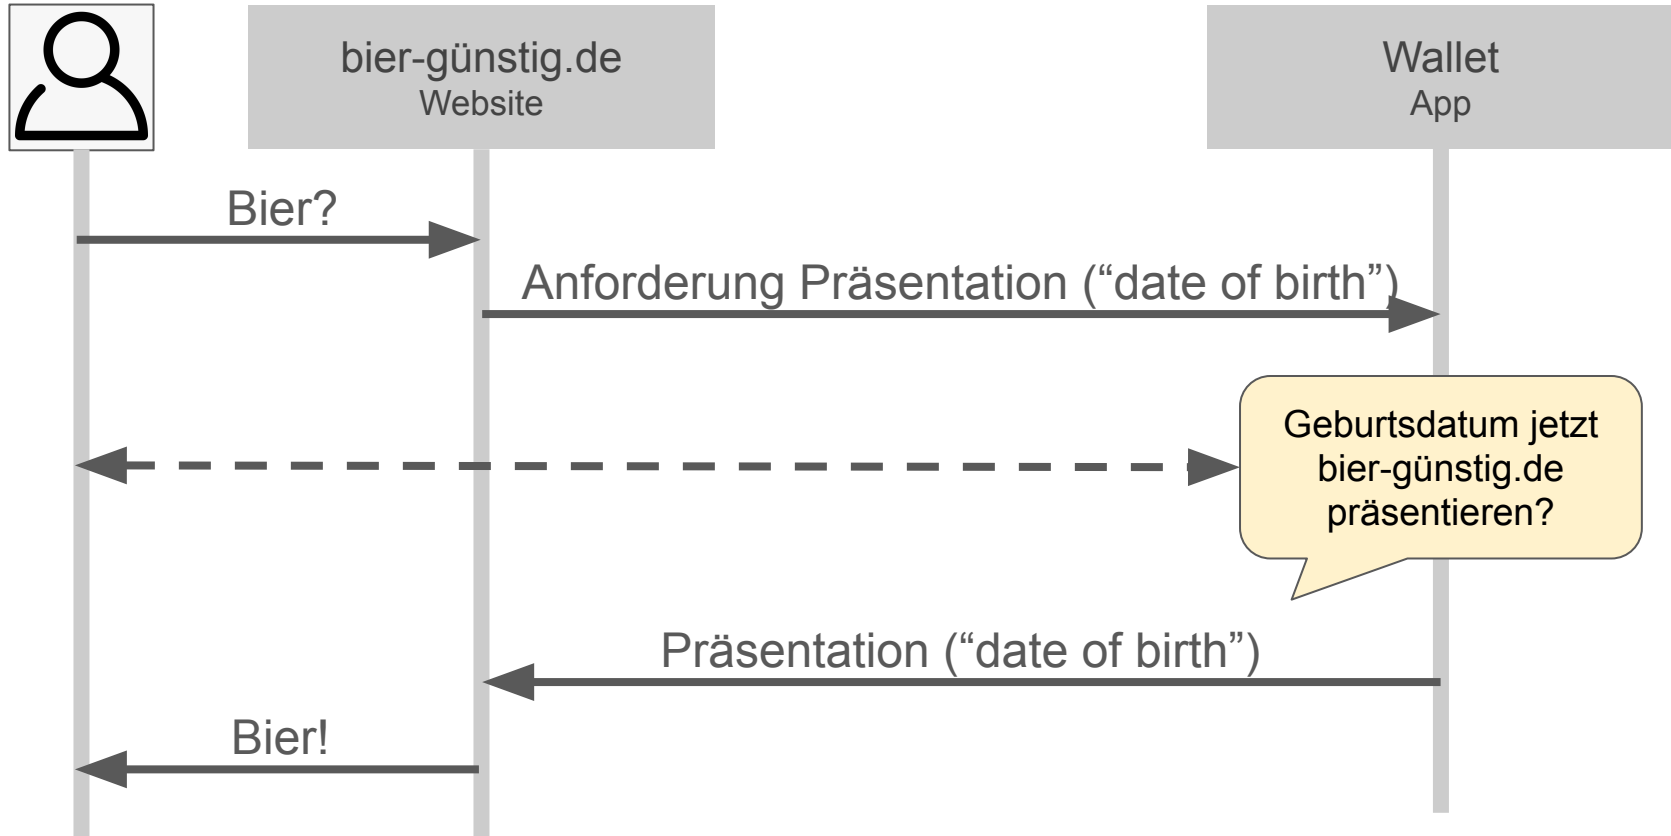 bier-günstig.de
Website
Wallet
App
Bier?
Anforderung Präsentation (“date of birth”)
Geburtsdatum jetzt
bier-günstig.de
präsentieren?
Präsentation (“date of birth”)
Bier!